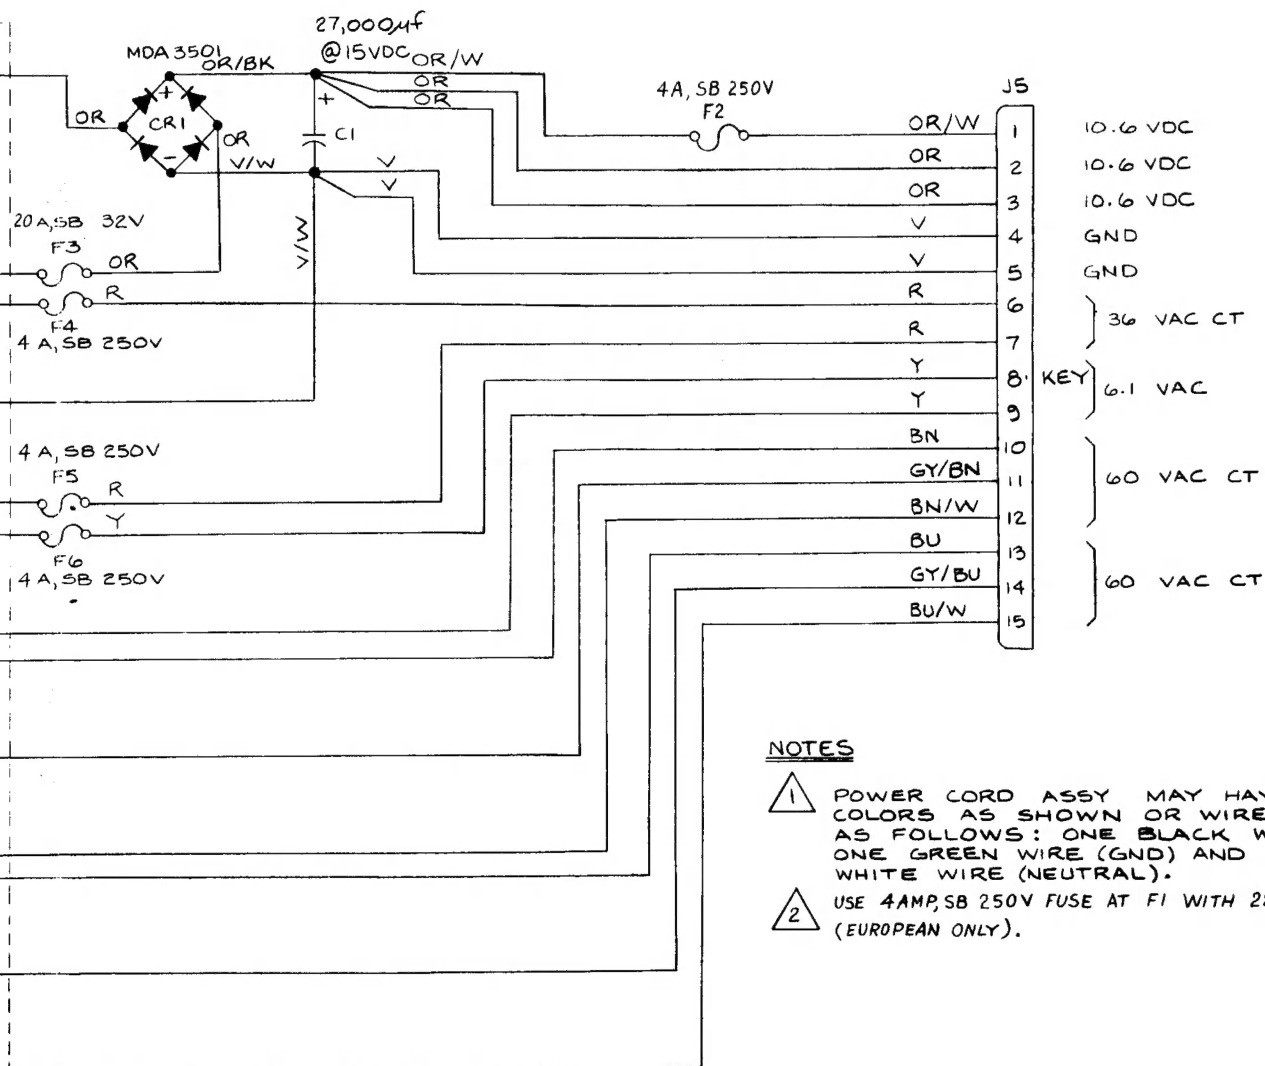 27,000µf
@15VDC
MDA3501
OR/BK
OR/W
OR
OR
4A, SB 250V
F2
J5
+
CR1
-
OR
OR
V/W
+
C1
V
V
V/W
OR/W 1 10.6 VDC
OR 2 10.6 VDC
OR 3 10.6 VDC
V 4 GND
V 5 GND
R 6
36 VAC CT
R 7
Y 8 KEY
6.1 VAC
Y 9
BN 10
GY/BN 11 60 VAC CT
BN/W 12
BU 13
GY/BU 14 60 VAC CT
BU/W 15
20A,SB 32V
F3
OR
R
F4
4A,SB 250V
4A,SB 250V
F5
R
Y
F6
4A,SB 250V
NOTES
1 POWER CORD ASSY MAY HAV
COLORS AS SHOWN OR WIRE
AS FOLLOWS: ONE BLACK W
ONE GREEN WIRE (GND) AND
WHITE WIRE (NEUTRAL).
2 USE 4AMP,SB 250V FUSE AT F1 WITH 2
(EUROPEAN ONLY).